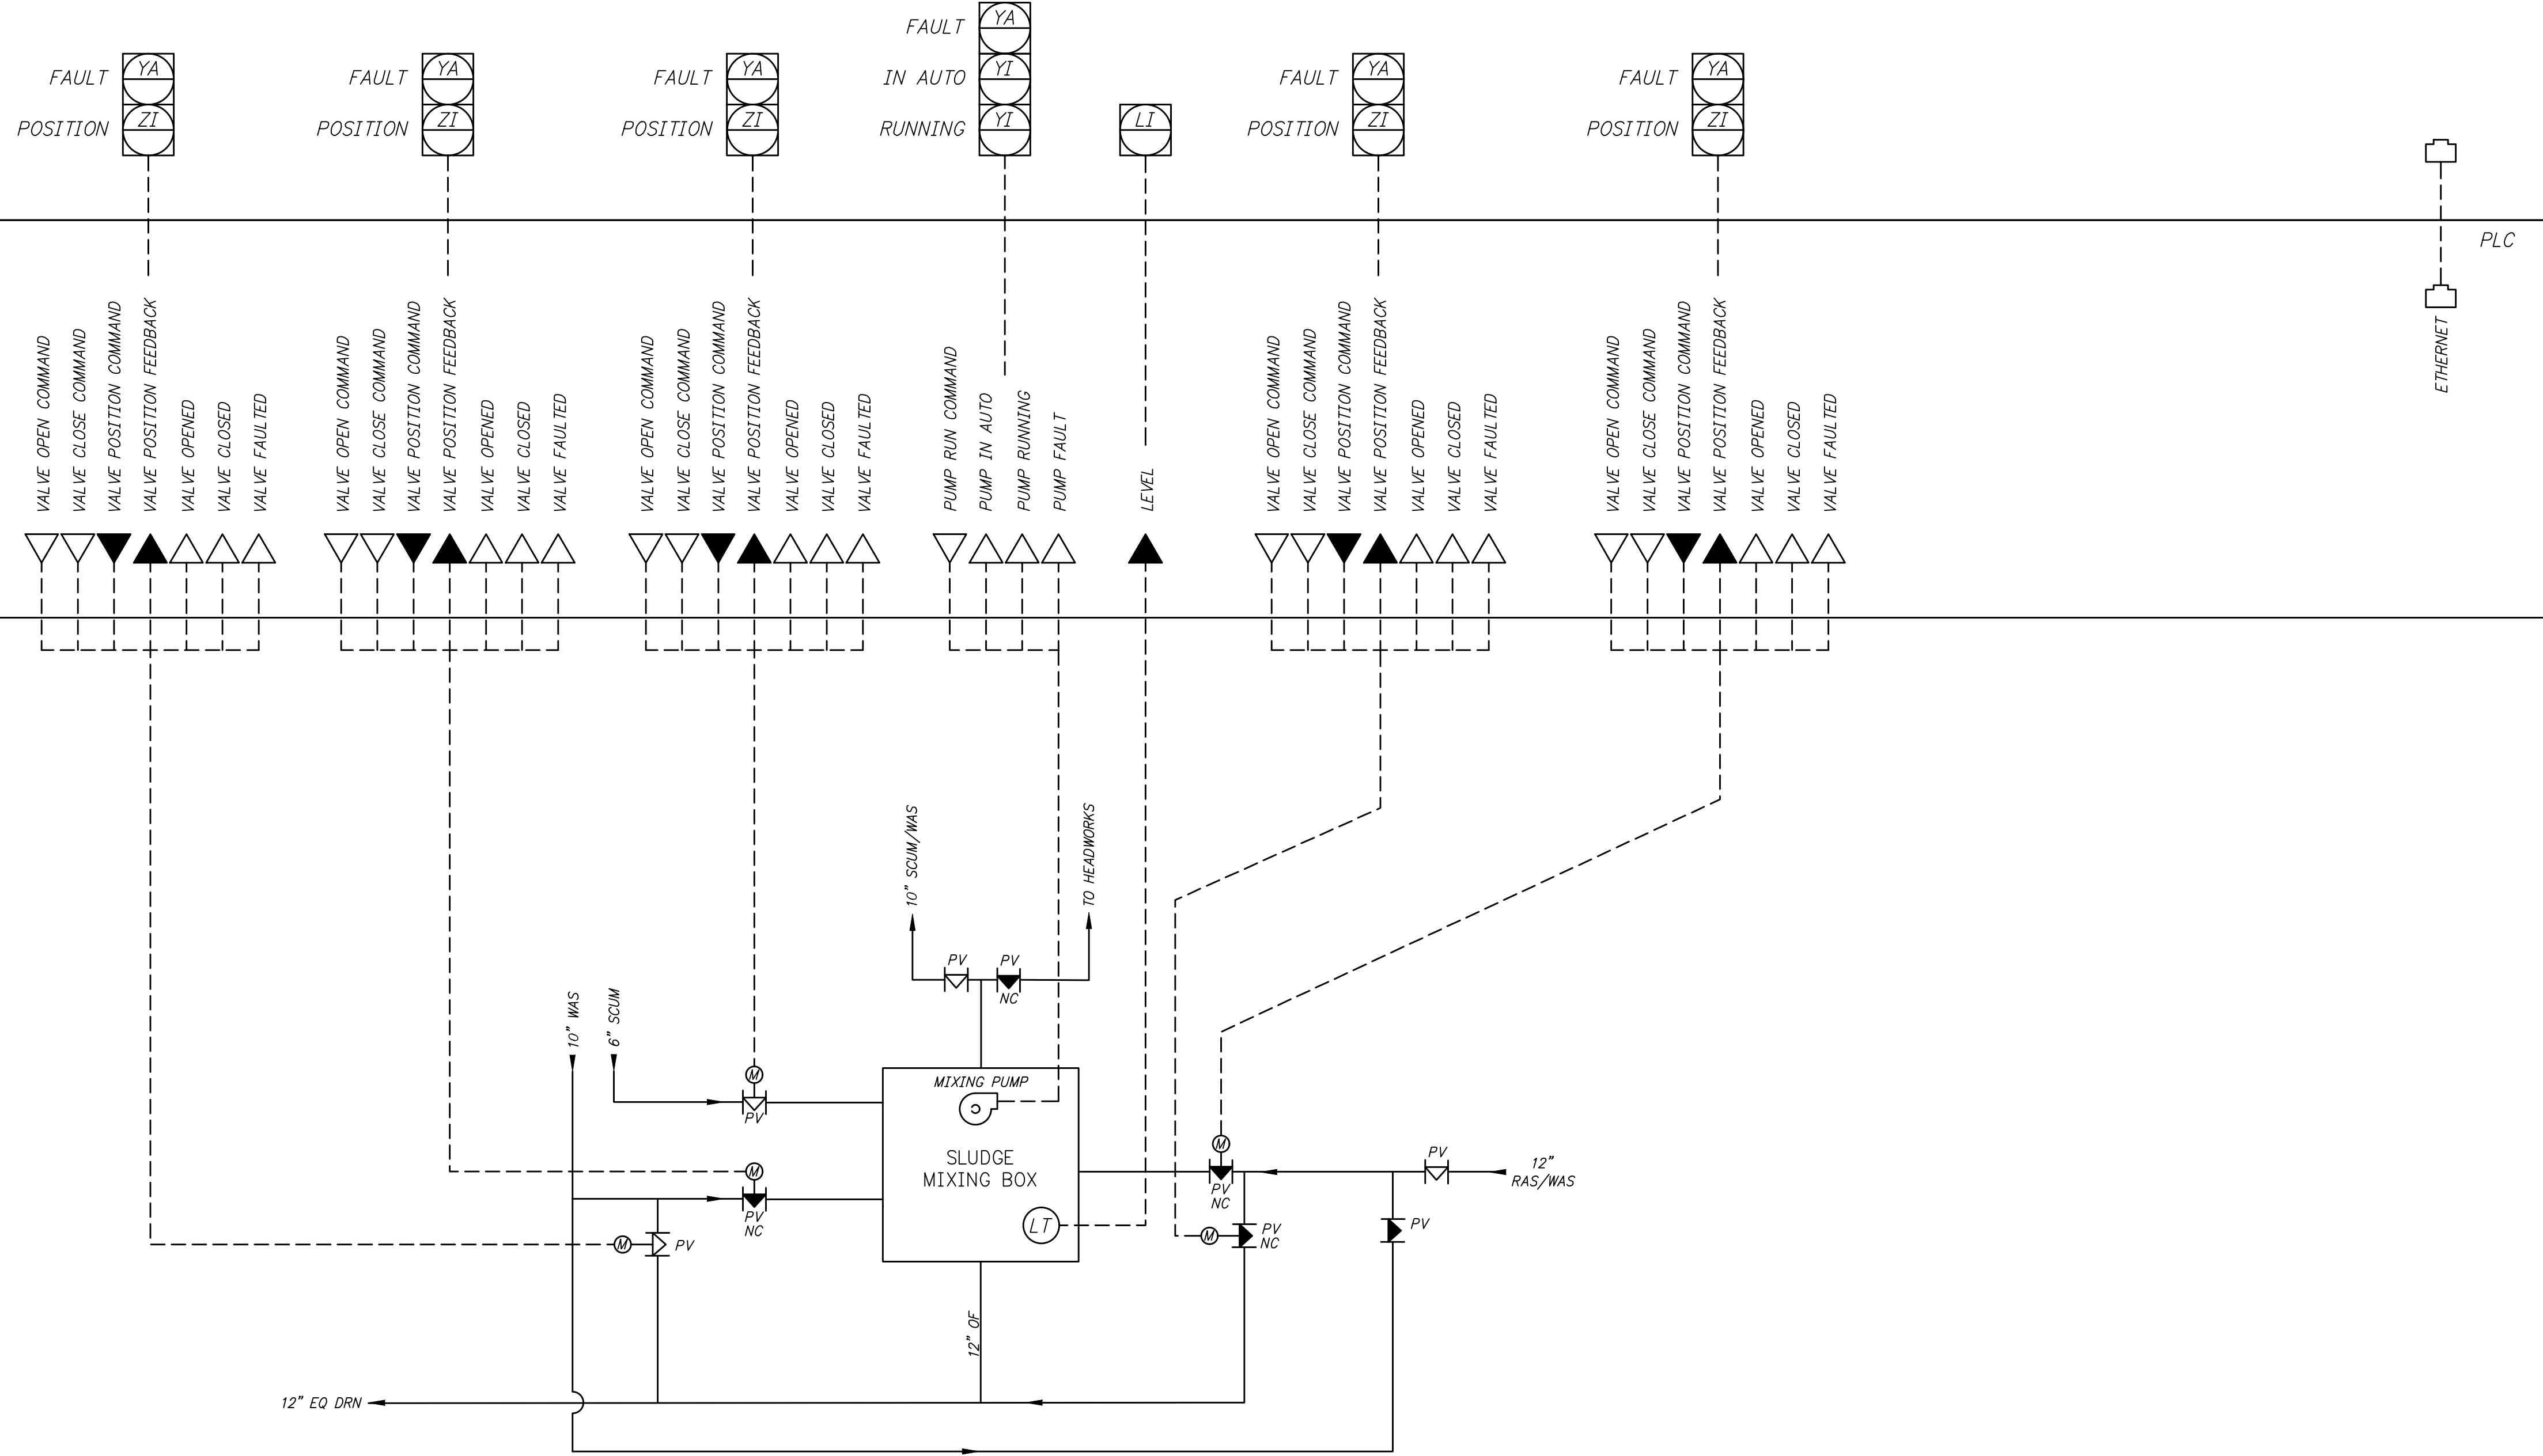 FAULT YA
POSITION ZI
FAULT YA
POSITION ZI
FAULT YA
POSITION ZI
FAULT YA
IN AUTO YI
RUNNING YI
LI
FAULT YA
POSITION ZI
FAULT YA
POSITION ZI
PLC
VALVE OPEN COMMAND
VALVE CLOSE COMMAND
VALVE POSITION COMMAND
VALVE POSITION FEEDBACK
VALVE OPENED
VALVE CLOSED
VALVE FAULTED
VALVE OPEN COMMAND
VALVE CLOSE COMMAND
VALVE POSITION COMMAND
VALVE POSITION FEEDBACK
VALVE OPENED
VALVE CLOSED
VALVE FAULTED
VALVE OPEN COMMAND
VALVE CLOSE COMMAND
VALVE POSITION COMMAND
VALVE POSITION FEEDBACK
VALVE OPENED
VALVE CLOSED
VALVE FAULTED
PUMP RUN COMMAND
PUMP IN AUTO
PUMP RUNNING
PUMP FAULT
LEVEL
VALVE OPEN COMMAND
VALVE CLOSE COMMAND
VALVE POSITION COMMAND
VALVE POSITION FEEDBACK
VALVE OPENED
VALVE CLOSED
VALVE FAULTED
VALVE OPEN COMMAND
VALVE CLOSE COMMAND
VALVE POSITION COMMAND
VALVE POSITION FEEDBACK
VALVE OPENED
VALVE CLOSED
VALVE FAULTED
ETHERNET
10" SCUM/WAS
TO HEADWORKS
PV
PV
NC
10" WAS
6" SCUM
M
PV
MIXING PUMP
SLUDGE
MIXING BOX
LT
M
PV
NC
M
PV
M
PV
NC
M
PV
NC
PV
12"
RAS/WAS
PV
12" OF
12" EQ DRN